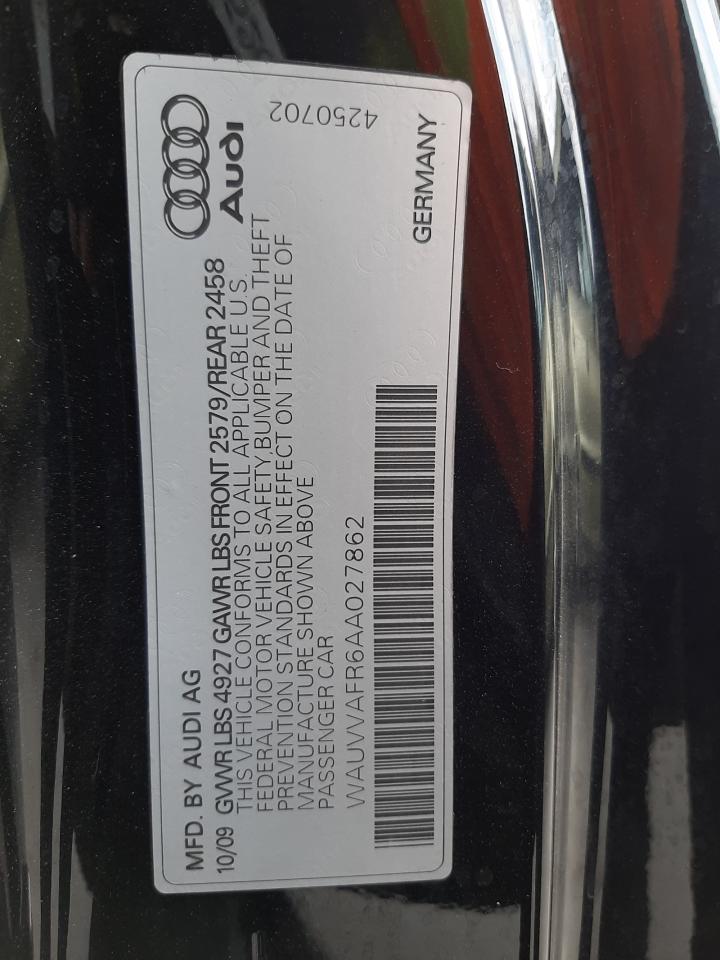 MFD. BY AUDI AG
10/09 GVWR LBS 4927 GAWR LBS FRONT 2579/REAR 2458
THIS VEHICLE CONFORMS TO ALL APPLICABLE U.S.
FEDERAL MOTOR VEHICLE SAFETY, BUMPER AND THEFT
PREVENTION STANDARDS IN EFFECT ON THE DATE OF
MANUFACTURE SHOWN ABOVE
PASSENGER CAR
WAUVVAFR6AA027862
Audi
4250702
GERMANY